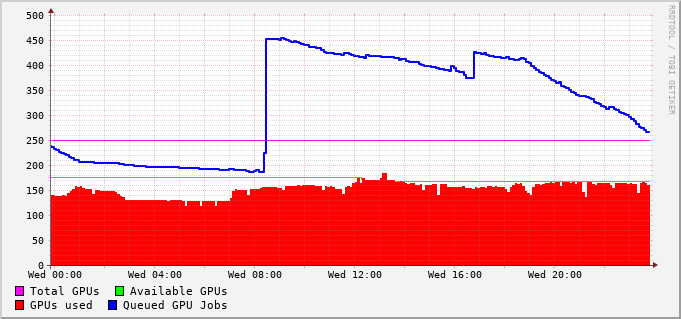 RRDTOOL / TOBI OETIKER
500
450
400
350
300
250
200
150
100
50
0
Wed 00:00 Wed 04:00 Wed 08:00 Wed 12:00 Wed 16:00 Wed 20:00
Total GPUs Available GPUs
GPUs used Queued GPU Jobs